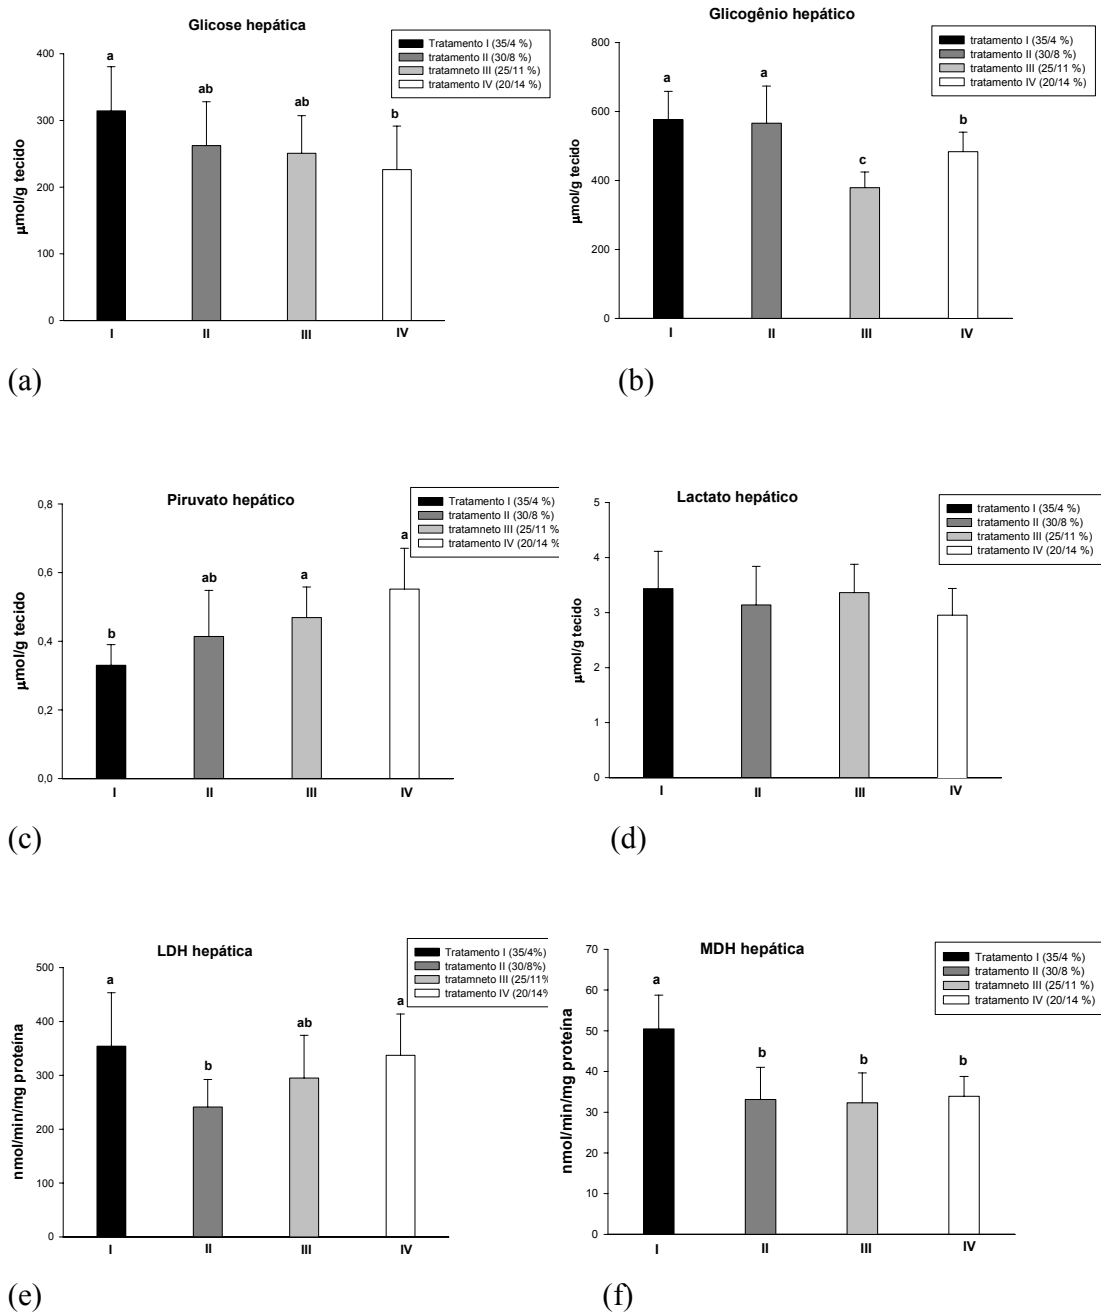 Glicose hepática
Tratamento I (35/4 %)
tratamento II (30/8 %)
tratamneto III (25/11 %)
tratamento IV (20/14 %)
µmol/g tecido
400
300
200
100
0
a
ab
ab
b
I
II
III
IV
(a)
Glicogênio hepático
tratamento I (35/4 %)
tratamento II (30/8 %)
tratamento III (25/11 %)
tratamento IV (20/14 %)
µmol/g tecido
800
600
400
200
0
a
a
c
b
I
II
III
IV
(b)
Piruvato hepático
Tratamento I (35/4 %)
tratamento II (30/8 %)
tratamneto III (25/11 %
tratamento IV (20/14 %
µmol/g tecido
0,8
0,6
0,4
0,2
0,0
b
ab
a
a
I
II
III
IV
(c)
Lactato hepático
tratamento I (35/4 %)
tratamento II (30/8 %)
tratamento III (25/11 %)
tratamento IV (20/14 %)
µmol/g tecido
5
4
3
2
1
0
I
II
III
IV
(d)
LDH hepática
Tratamento I (35/4%)
tratamento II (30/8%)
tratamneto III (25/11%
tratamento IV (20/14%
nmol/min/mg proteína
500
400
300
200
100
0
a
b
ab
a
I
II
III
IV
(e)
MDH hepática
Tratamento I (35/4 %)
tratamento II (30/8 %)
tratamneto III (25/11 %)
tratamento IV (20/14 %)
nmol/min/mg proteína
70
60
50
40
30
20
10
0
a
b
b
b
I
II
III
IV
(f)